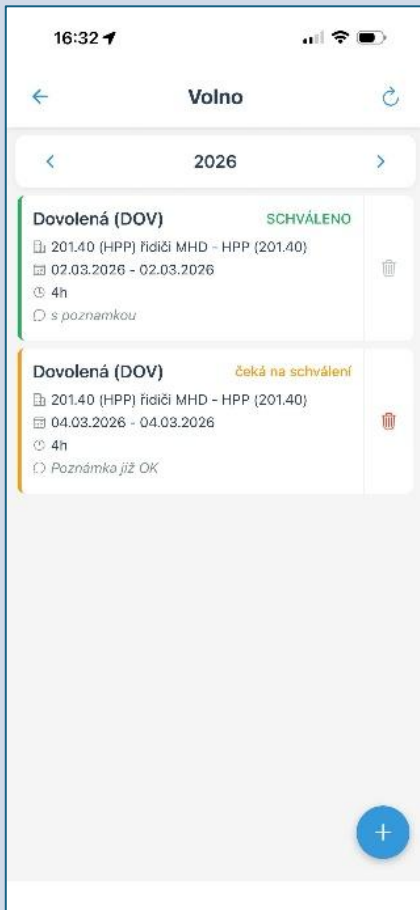 16:32
Volno
2026
Dovolená (DOV) SCHVÁLENO
201.40 (HPP) řidiči MHD - HPP (201.40)
02.03.2026 - 02.03.2026
4h
s poznamkou
Dovolená (DOV) čeká na schválení
201.40 (HPP) řidiči MHD - HPP (201.40)
04.03.2026 - 04.03.2026
4h
Poznámka již OK